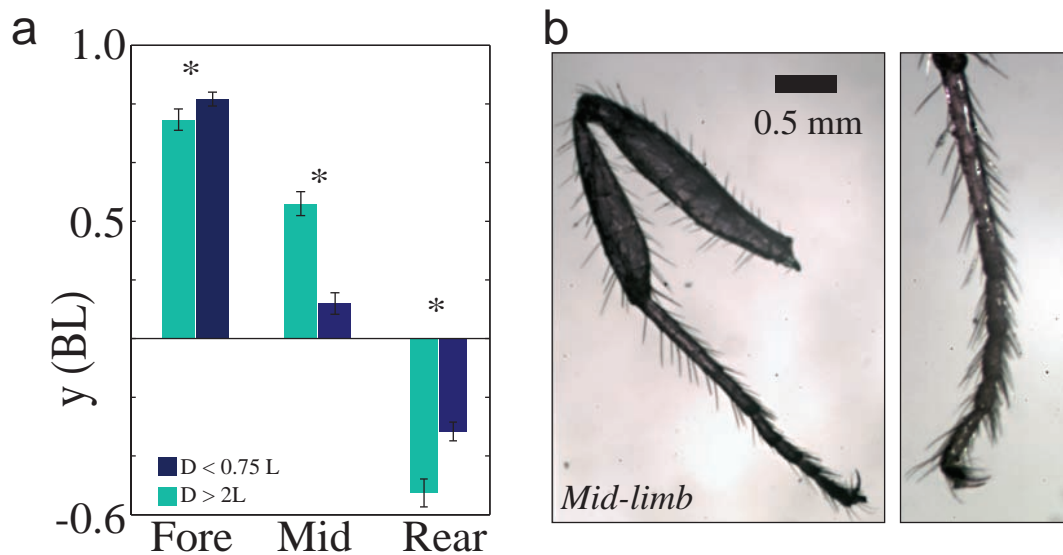 a
1.0
*
*
0.5
*
y (BL)
D < 0.75 L
D > 2L
-0.6
Fore Mid Rear
b
0.5 mm
Mid-limb